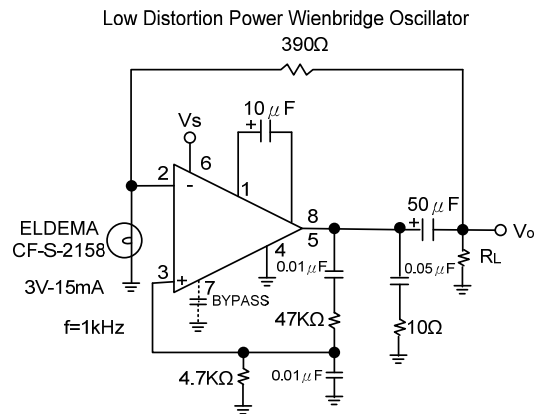 Low Distortion Power Wienbridge Oscillator
390Ω
10μF
+
Vs
6
2
-
1
50μF
+
8
Vo
ELDEMA
CF-S-2158
5
4
3
+
0.01μF
0.05μF
RL
7
3V-15mA
BYPASS
47KΩ
10Ω
f=1kHz
4.7KΩ
0.01μF